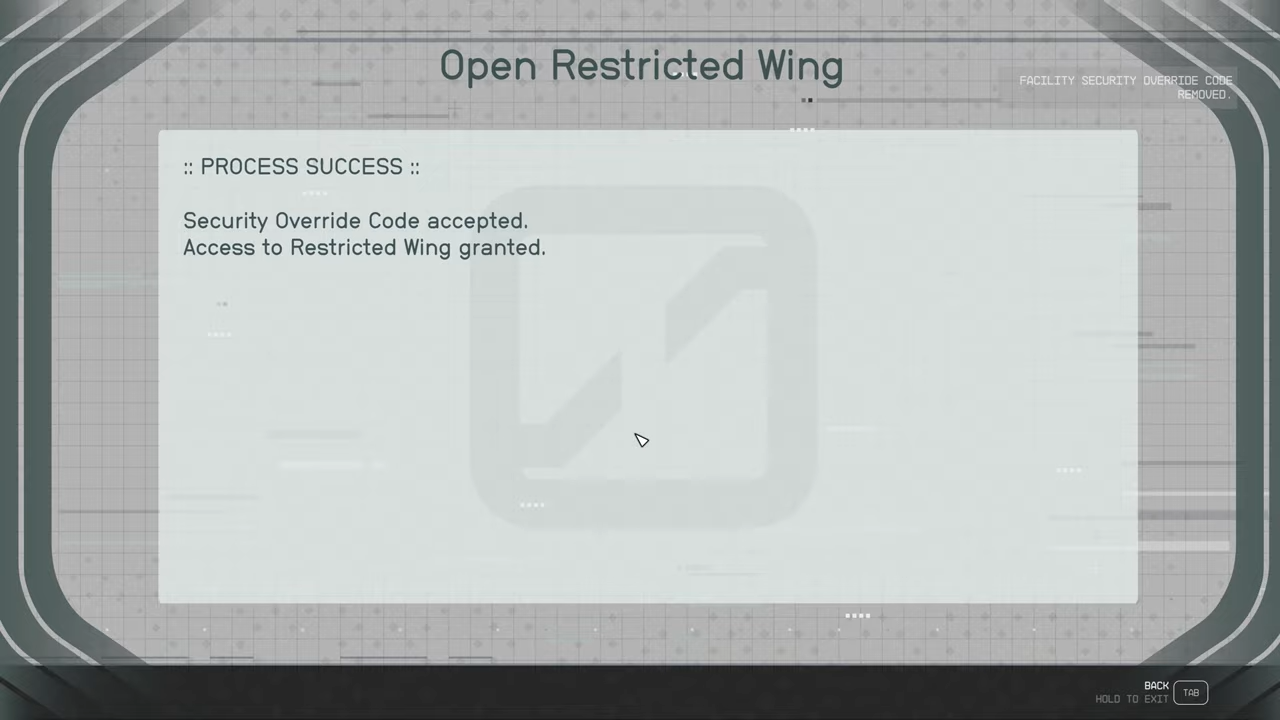 Open Restricted Wing
FACILITY SECURITY OVERRIDE CODE
REMOVED.
:: PROCESS SUCCESS ::
Security Override Code accepted.
Access to Restricted Wing granted.
BACK
HOLD TO EXIT
TAB